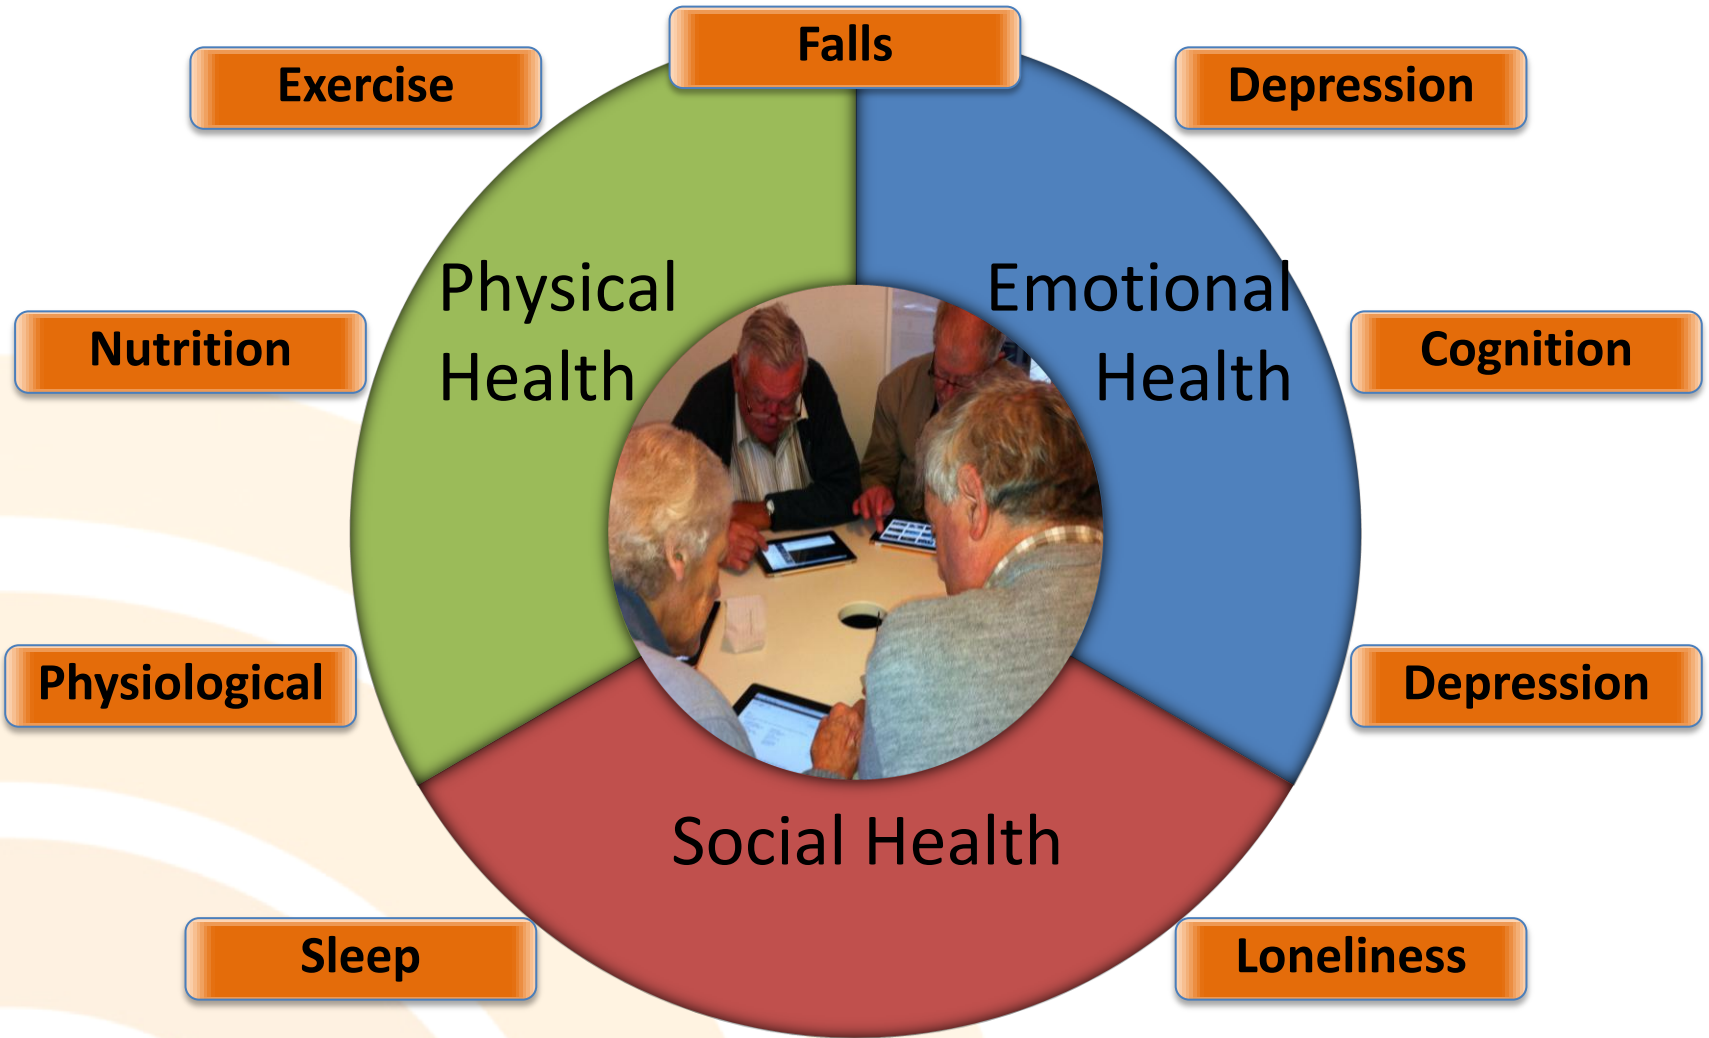 Falls
Exercise
Depression
Physical
Health
Emotional
Health
Nutrition
Cognition
Physiological
Depression
Social Health
Sleep
Loneliness